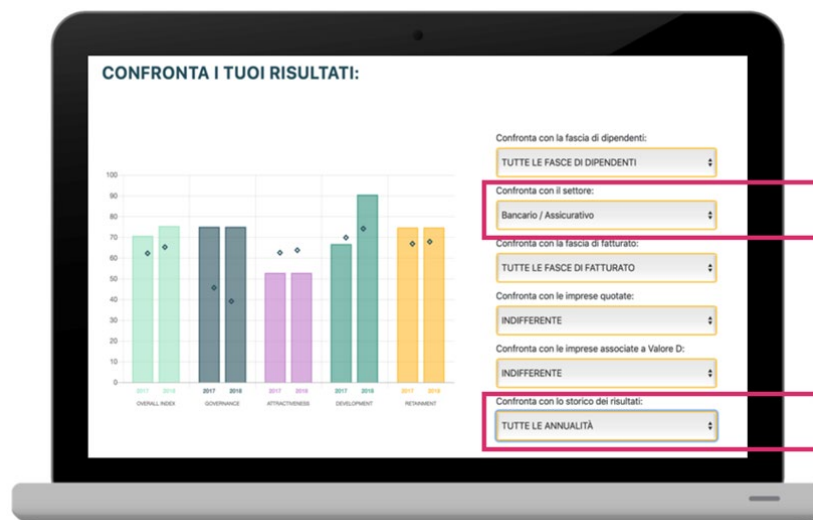 CONFRONTA I TUOI RISULTATI:
100
90
80
70
60
50
40
30
20
10
0
2017 2018 2017 2018 2017 2018 2017 2018 2017 2018
OVERALL INDEX GOVERNANCE ATTRACTIVENESS DEVELOPMENT RETAINMENT
Confronta con la fascia di dipendenti:
TUTTE LE FASCE DI DIPENDENTI
Confronta con il settore:
Bancario / Assicurativo
Confronta con la fascia di fatturato:
TUTTE LE FASCE DI FATTURATO
Confronta con le imprese quotate:
INDIFFERENTE
Confronta con le imprese associate a Valore D:
INDIFFERENTE
Confronta con lo storico dei risultati:
TUTTE LE ANNUALITÀ